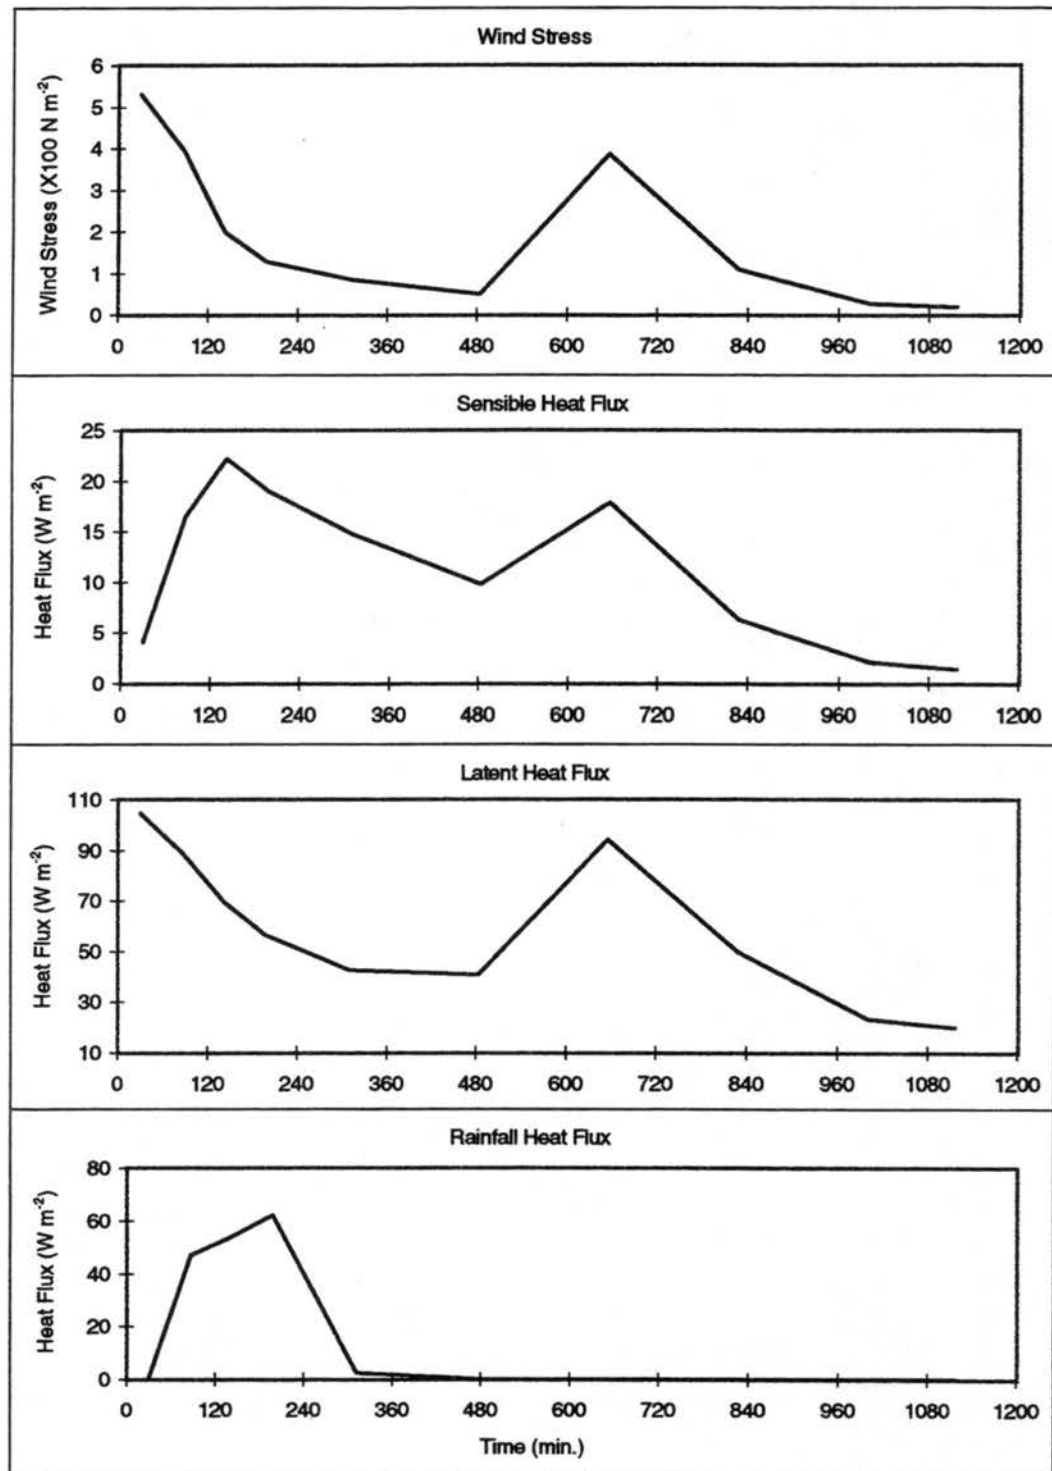 Wind Stress
Wind Stress (X100 N m-2)
6
5
4
3
2
1
0
0 120 240 360 480 600 720 840 960 1080 1200
Sensible Heat Flux
Heat Flux (W m-2)
25
20
15
10
5
0
0 120 240 360 480 600 720 840 960 1080 1200
Latent Heat Flux
Heat Flux (W m-2)
110
90
70
50
30
10
0 120 240 360 480 600 720 840 960 1080 1200
Rainfall Heat Flux
Heat Flux (W m-2)
80
60
40
20
0
0 120 240 360 480 600 720 840 960 1080 1200
Time (min.)